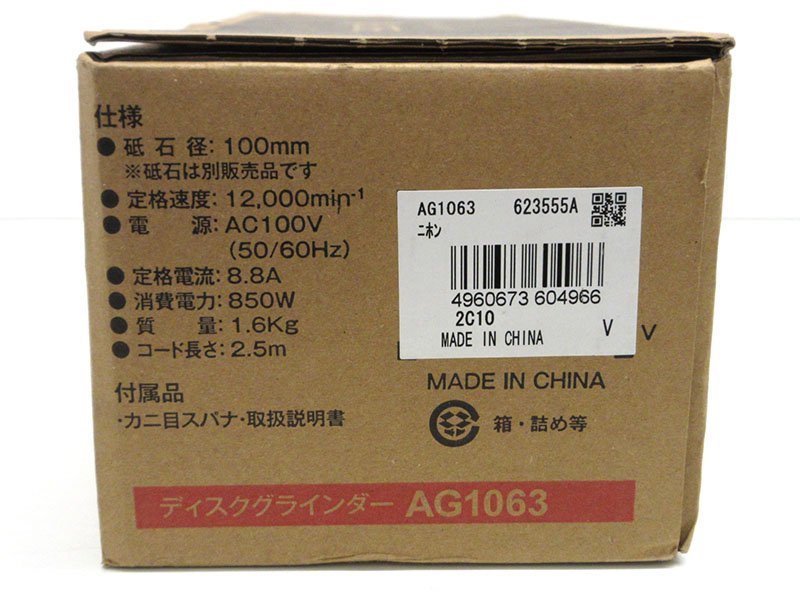 仕様
● 砥石径: 100mm
※砥石は別販売品です
● 定格速度: 12,000min-1
● 電源: AC100V
(50/60Hz)
● 定格電流: 8.8A
● 消費電力: 850W
● 質量: 1.6Kg
● コード長さ: 2.5m
付属品
・カニ目スパナ・取扱説明書
AG1063 623555A
ニホン
4960673 604966
2C10
MADE IN CHINA V
V
MADE IN CHINA
箱・詰め等
ディスクグラインダー AG1063